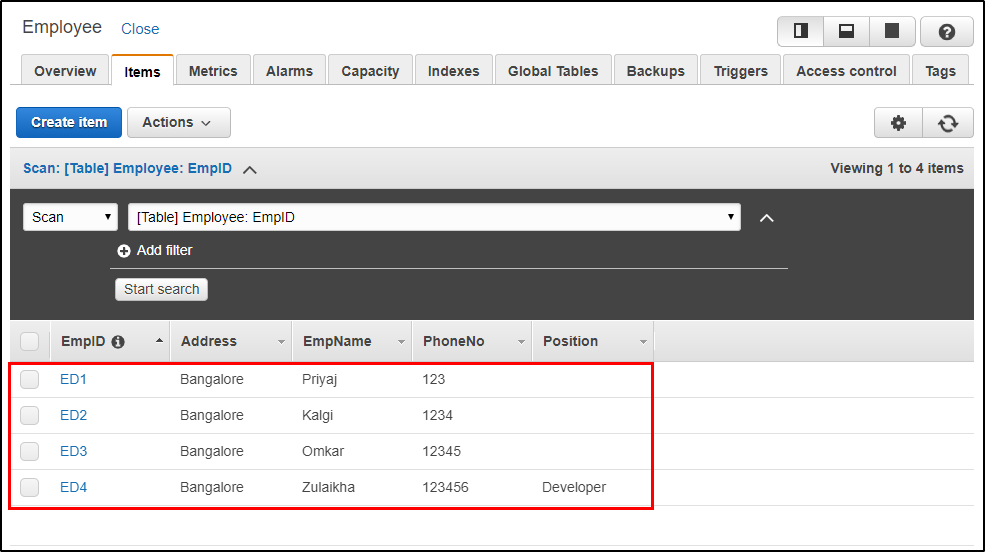 Employee Close
Overview Items Metrics Alarms Capacity Indexes Global Tables Backups Triggers Access control Tags
Create item Actions
Scan: [Table] Employee: EmpID Viewing 1 to 4 items
Scan [Table] Employee: EmpID
Add filter
Start search
EmpID Address EmpName PhoneNo Position
ED1 Bangalore Priyaj 123
ED2 Bangalore Kalgi 1234
ED3 Bangalore Omkar 12345
ED4 Bangalore Zulaikha 123456 Developer